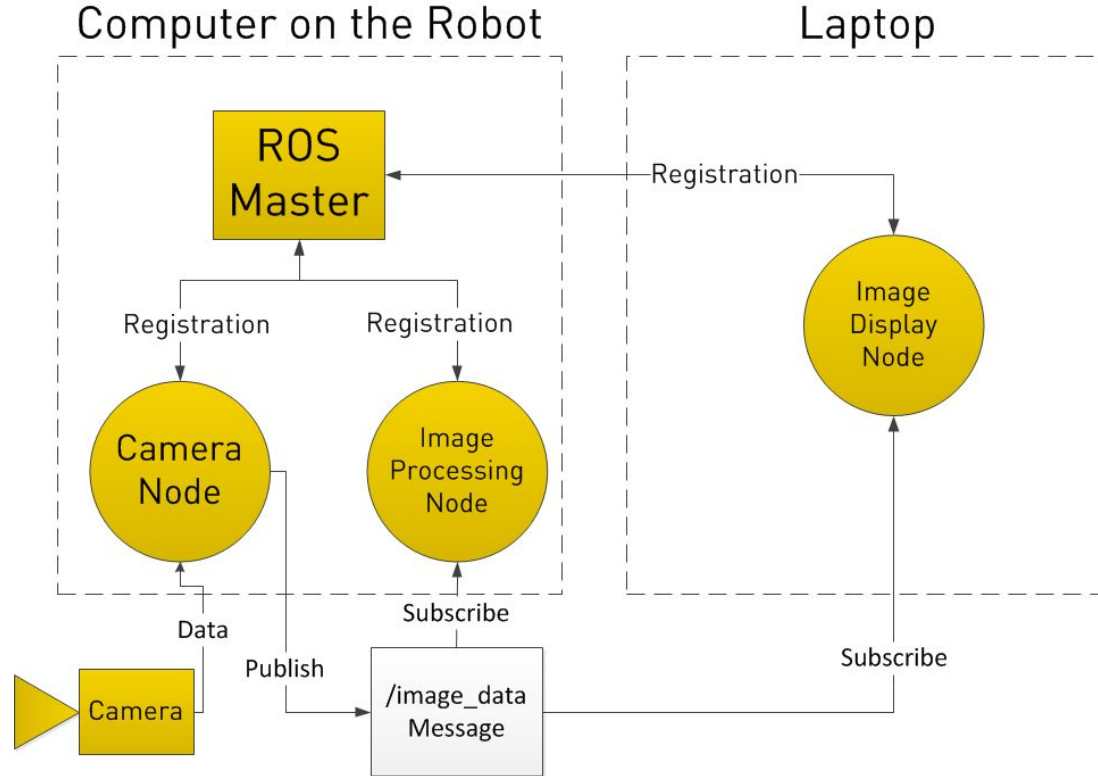 Computer on the Robot
Laptop
ROS
Master
Registration
Registration
Registration
Image
Display
Node
Camera
Node
Image
Processing
Node
Data
Publish
Subscribe
Subscribe
Camera
/image_data
Message